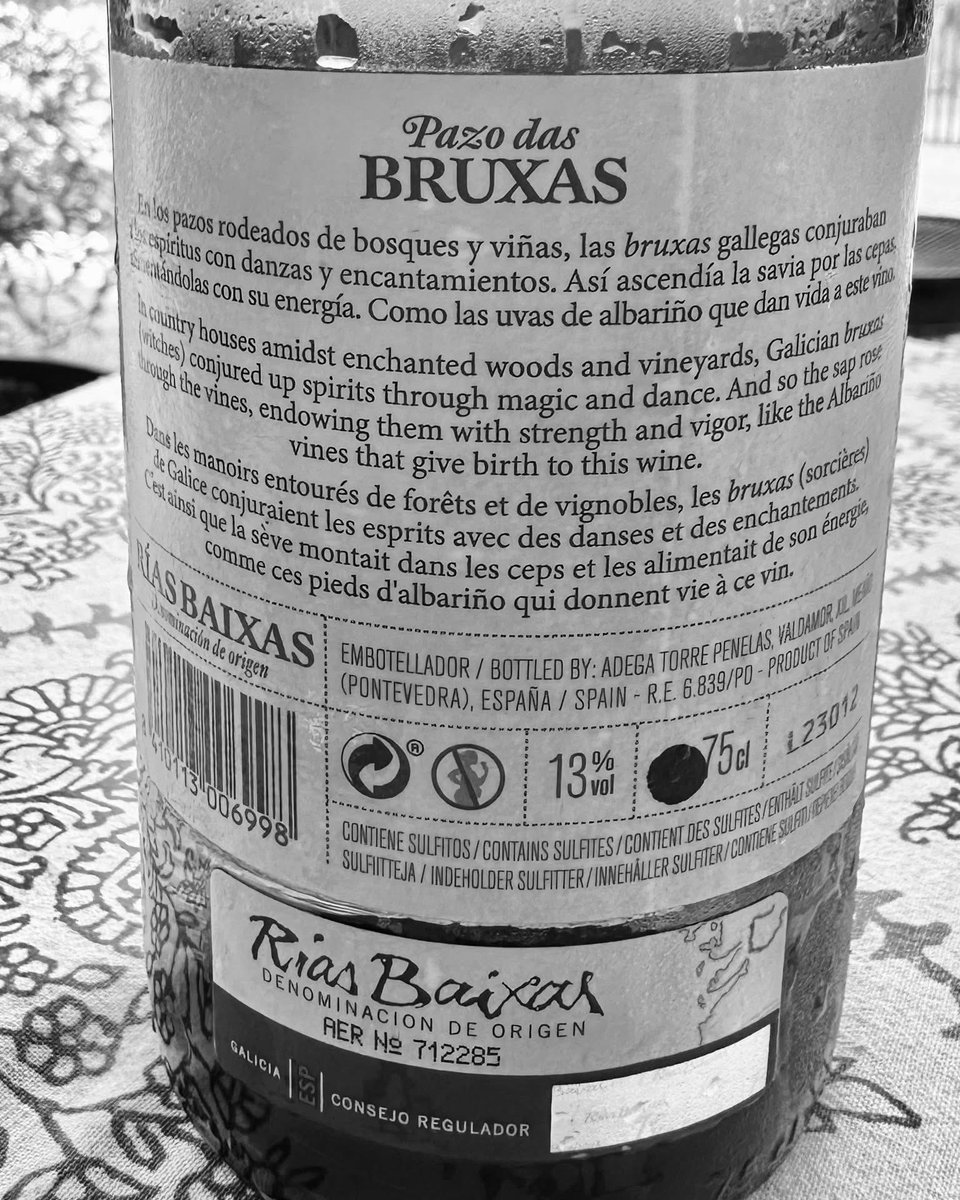 Pazo das
BRUXAS
En los pazos rodeados de bosques y viñas, las bruxas gallegas conjuraban
espíritus con danzas y encantamientos. Así ascendía la savia por las cepas,
con su energía. Como las uvas de albariño que dan vida a este vino.
In country houses amidst enchanted woods and vineyards, Galician bruxas
(witches) conjured up spirits through magic and dance. And so the sap rose
through the vines, endowing them with strength and vigor, like the Albariño
vines that give birth to this wine.
Dans les manoirs entourés de forêts et de vignobles, les bruxas (sorcières)
de Galice conjuraient les esprits avec des danses et des enchantements.
C'est ainsi que la sève montait dans les ceps et les alimentait de son énergie,
comme ces pieds d'albariño qui donnent vie à ce vin.
RÍAS BAIXAS
Denominación de origen
EMBOTELLADOR / BOTTLED BY: ADEGA TORRE PENELAS, VALDAMOR, XIL,
(PONTEVEDRA), ESPAÑA / SPAIN - R.E. 6.839/PO - PRODUCT OF SPAIN
8 410113 006998
®
13% vol
75cl
L23012
CONTIENE SULFITOS / CONTAINS SULFITES / CONTIENT DES SULFITES / ENTHÄLT SULFITE /
SULFIITTEJA / INDEHOLDER SULFITTER / INNEHÅLLER SULFITER / CONTIENE SULFITI /
Rías Baixas
DENOMINACION DE ORIGEN
AER Nº 712285
GALICIA
ESP
CONSEJO REGULADOR